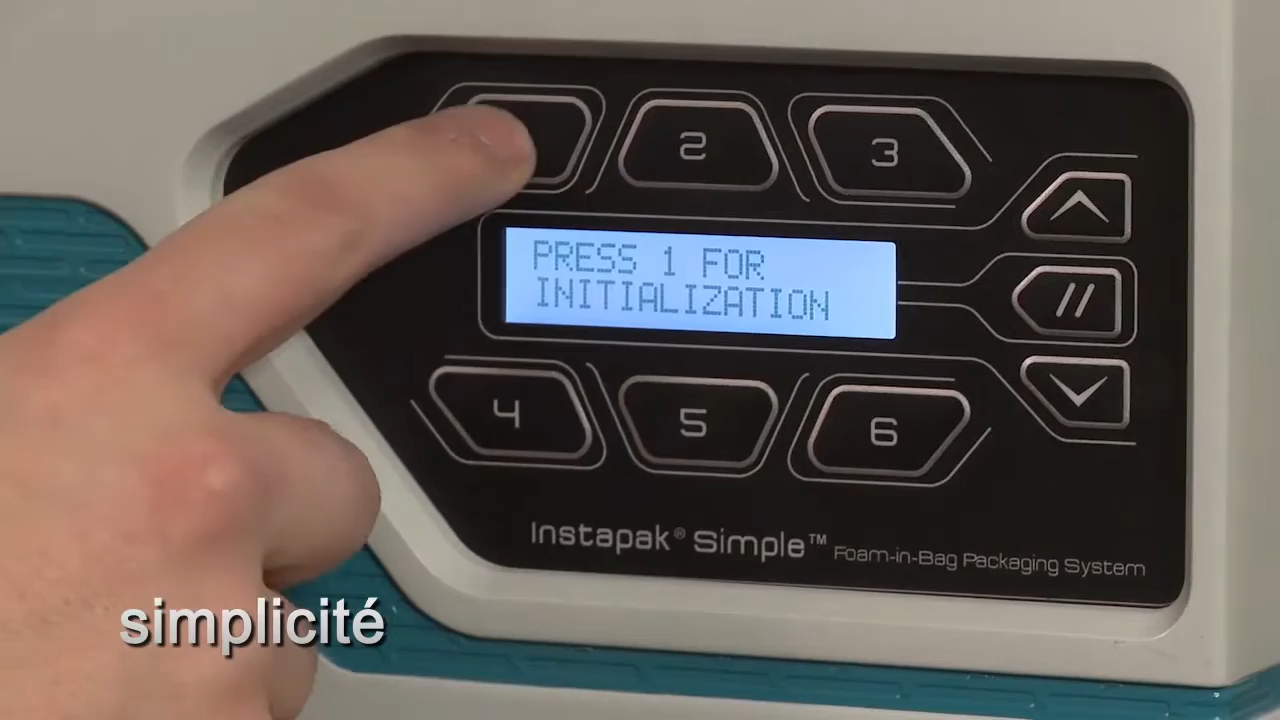 2
3
PRESS 1 FOR
INITIALIZATION
4
5
6
Instapak® Simple™ Foam-in-Bag Packaging System
simplicité